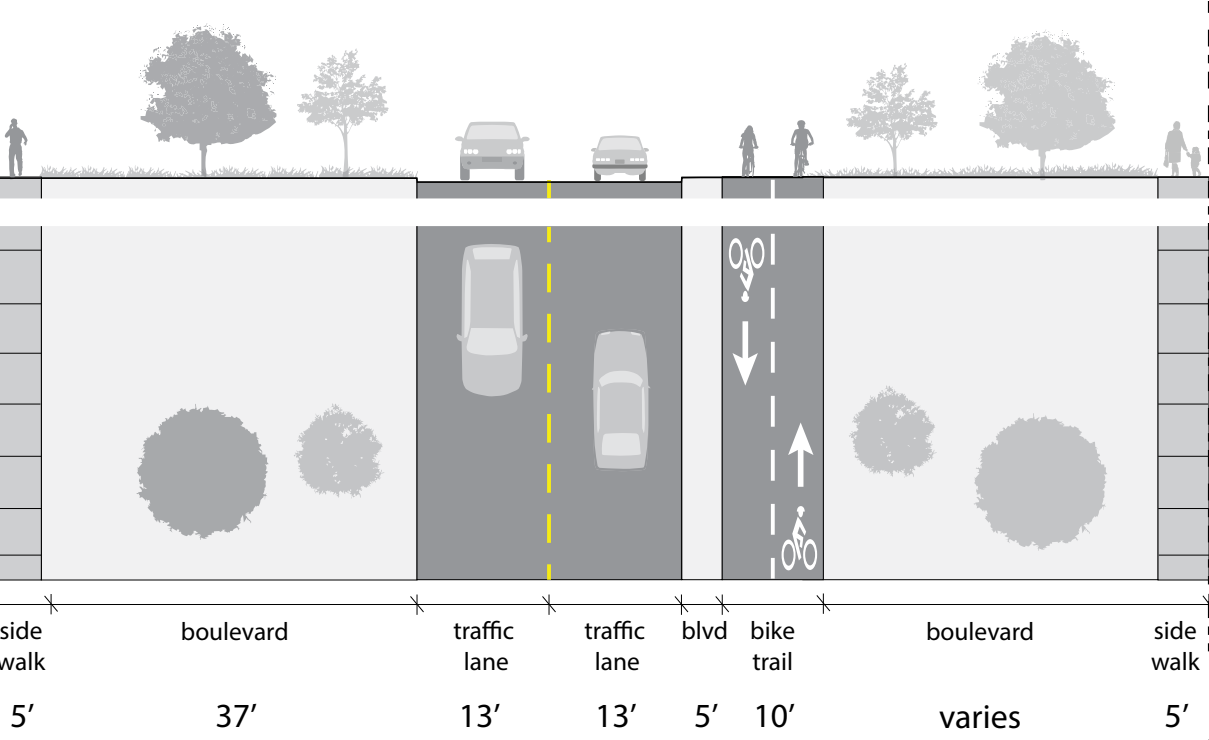 side
walk
boulevard
traffic
lane
traffic
lane
blvd
bike
trail
boulevard
side
walk
5’
37’
13’
13’
5’
10’
varies
5’